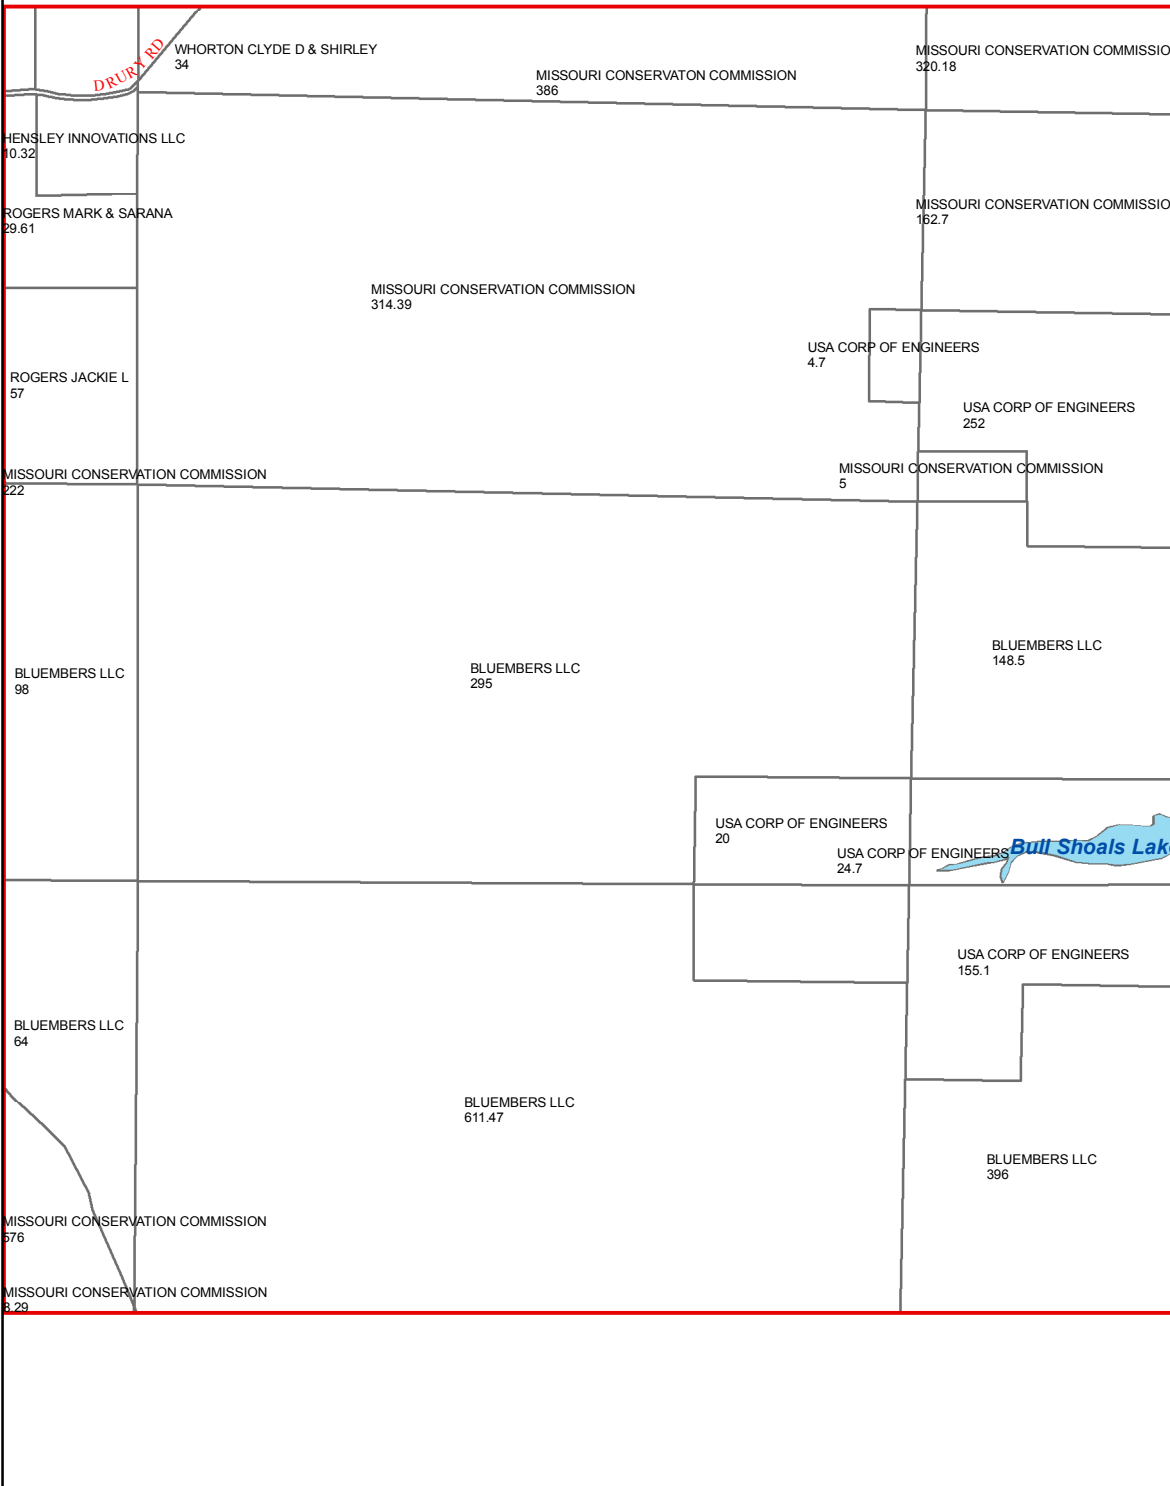 WHORTON CLYDE D & SHIRLEY
34
DRURY RD
MISSOURI CONSERVATION COMMISSIO
320.18
MISSOURI CONSERVATON COMMISSION
386
HENSLEY INNOVATIONS LLC
10.32
ROGERS MARK & SARANA
29.61
MISSOURI CONSERVATION COMMISSIO
162.7
MISSOURI CONSERVATION COMMISSION
314.39
USA CORP OF ENGINEERS
4.7
ROGERS JACKIE L
57
USA CORP OF ENGINEERS
252
MISSOURI CONSERVATION COMMISSION
222
MISSOURI CONSERVATION COMMISSION
5
BLUEMBERS LLC
98
BLUEMBERS LLC
295
BLUEMBERS LLC
148.5
USA CORP OF ENGINEERS
20
USA CORP OF ENGINEERS
24.7
Bull Shoals Lake
USA CORP OF ENGINEERS
155.1
BLUEMBERS LLC
64
BLUEMBERS LLC
611.47
BLUEMBERS LLC
396
MISSOURI CONSERVATION COMMISSION
576
MISSOURI CONSERVATION COMMISSION
8.29